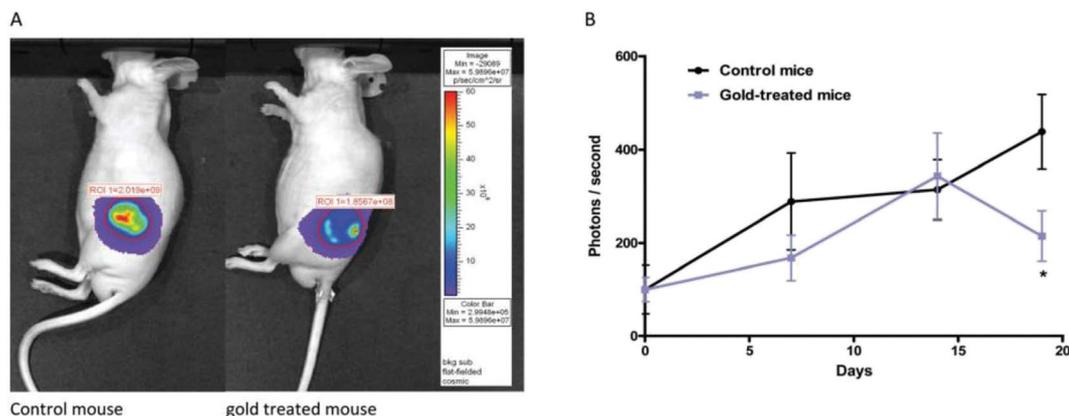 A
B
Image
Min = -29089
Max = 5.9896e+07
p/sec/cm^2/sr
60
50
40
30
20
10
x10⁶
ROI 1=2.019e+09
ROI 1=1.8567e+08
Color Bar
Min = 2.9948e+05
Max = 5.9896e+07
bkg sub
flat-fielded
cosmic
Control mouse
gold treated mouse
Control mice
Gold-treated mice
Photons / second
600
400
200
0
*
0
5
10
15
20
Days